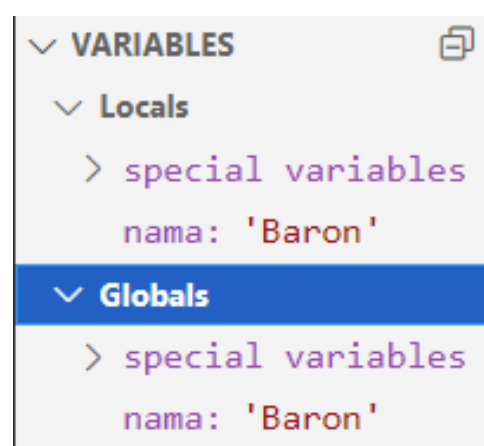 VARIABLES
Locals
special variables
nama: 'Baron'
Globals
special variables
nama: 'Baron'